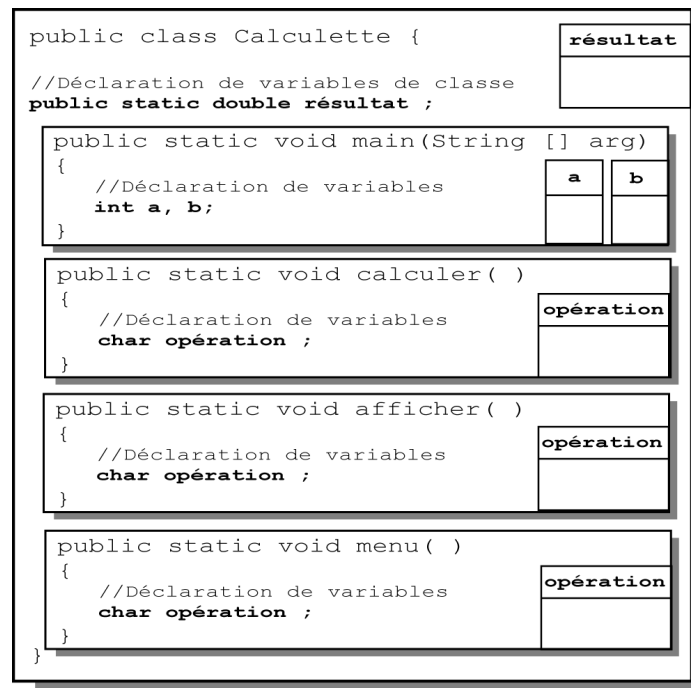 public class Calculette {
résultat
//Déclaration de variables de classe
public static double résultat ;
public static void main(String [] arg)
{
a b
//Déclaration de variables
int a, b;
}
public static void calculer( )
{
opération
//Déclaration de variables
char opération ;
}
public static void afficher( )
{
opération
//Déclaration de variables
char opération ;
}
public static void menu( )
{
opération
//Déclaration de variables
char opération ;
}
}